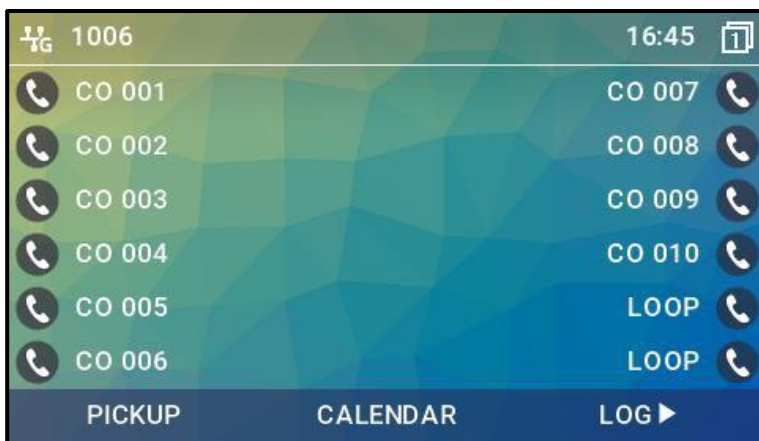 G 1006 16:45 1
CO 001 CO 007
CO 002 CO 008
CO 003 CO 009
CO 004 CO 010
CO 005 LOOP
CO 006 LOOP
PICKUP CALENDAR LOG▶